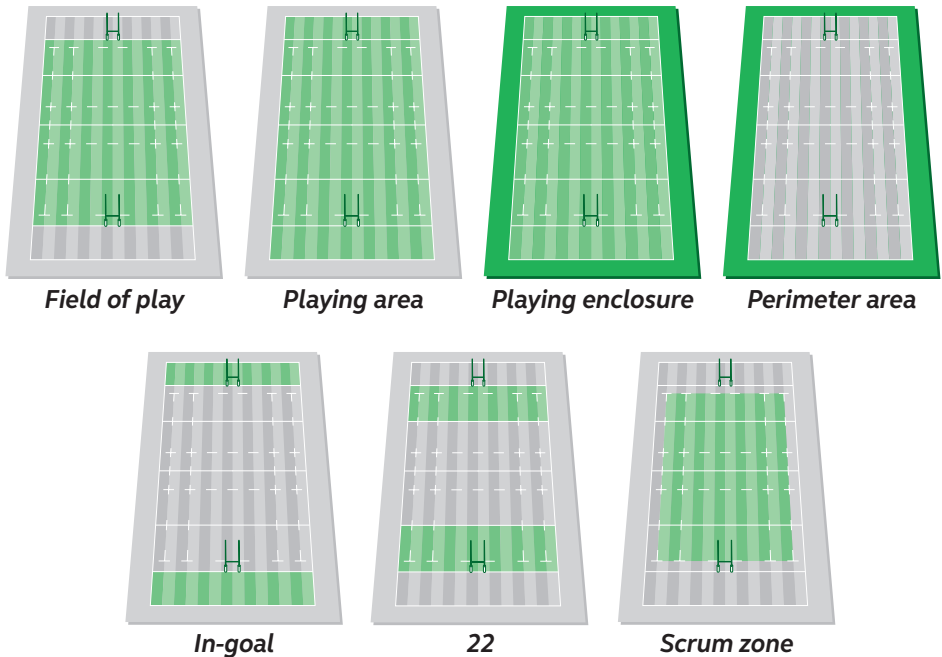 Field of play
Playing area
Playing enclosure
Perimeter area
In-goal
22
Scrum zone